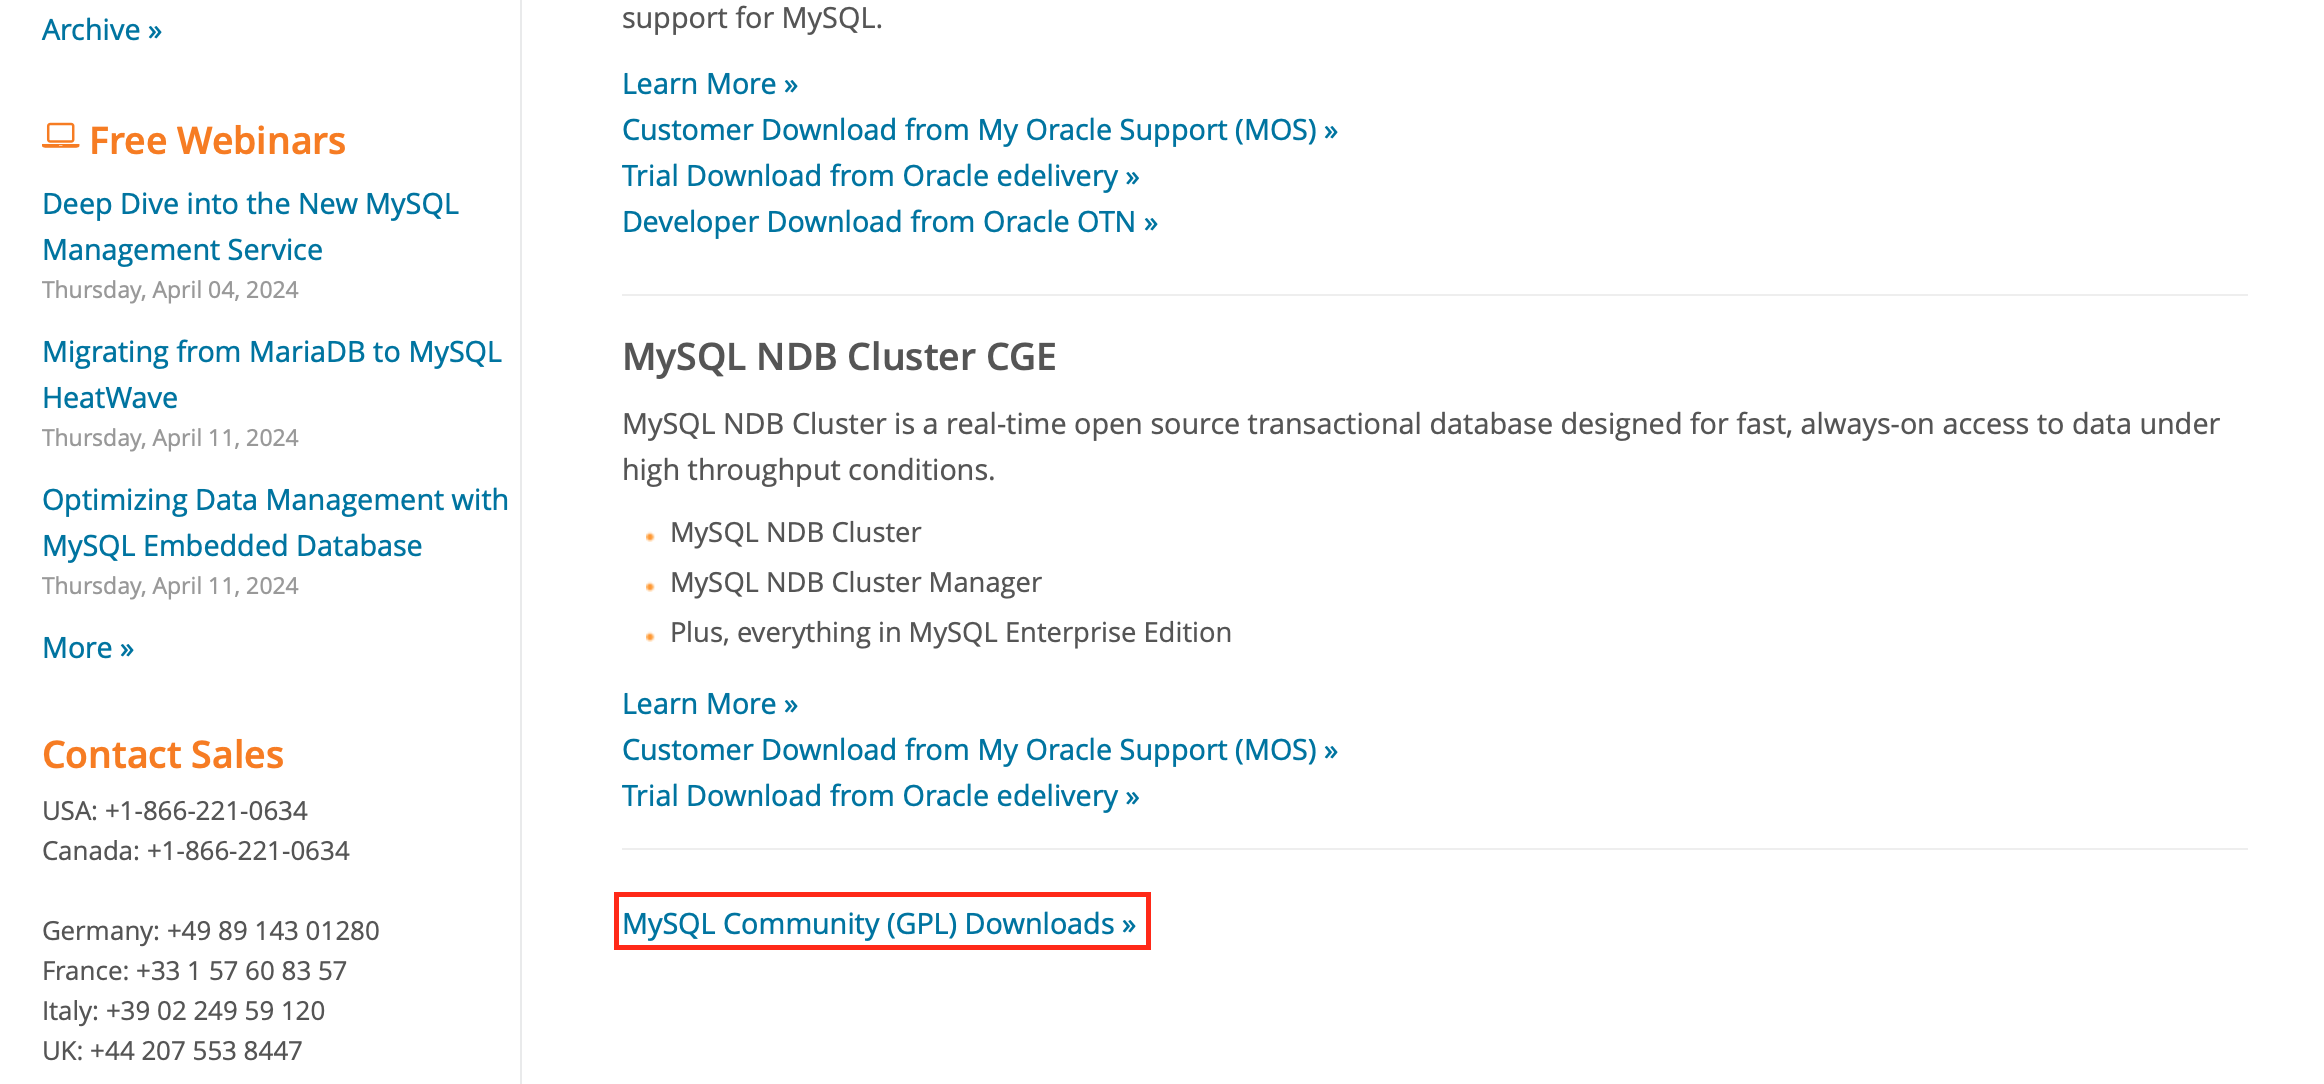 Archive »
Free Webinars
Deep Dive into the New MySQL
Management Service
Thursday, April 04, 2024
Migrating from MariaDB to MySQL
HeatWave
Thursday, April 11, 2024
Optimizing Data Management with
MySQL Embedded Database
Thursday, April 11, 2024
More »
Contact Sales
USA: +1-866-221-0634
Canada: +1-866-221-0634
Germany: +49 89 143 01280
France: +33 1 57 60 83 57
Italy: +39 02 249 59 120
UK: +44 207 553 8447
support for MySQL.
Learn More »
Customer Download from My Oracle Support (MOS) »
Trial Download from Oracle edelivery »
Developer Download from Oracle OTN »
MySQL NDB Cluster CGE
MySQL NDB Cluster is a real-time open source transactional database designed for fast, always-on access to data under
high throughput conditions.
MySQL NDB Cluster
MySQL NDB Cluster Manager
Plus, everything in MySQL Enterprise Edition
Learn More »
Customer Download from My Oracle Support (MOS) »
Trial Download from Oracle edelivery »
MySQL Community (GPL) Downloads »